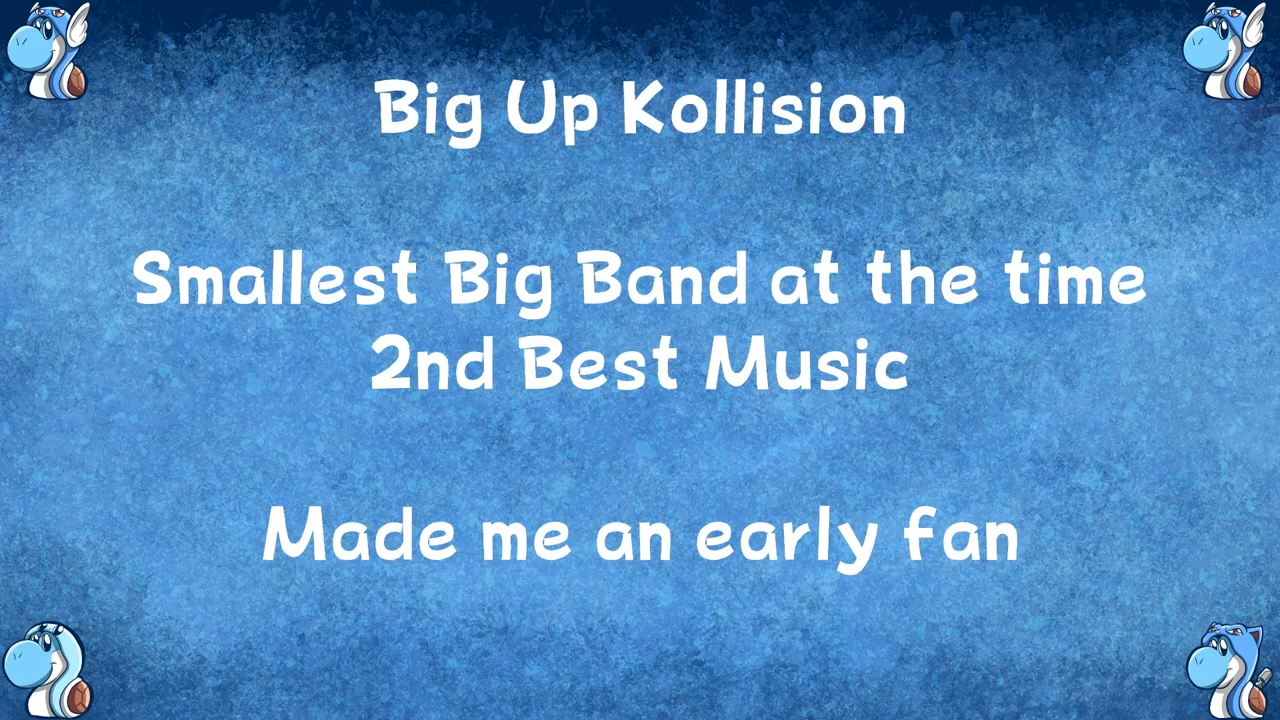 Big Up Kollision
Smallest Big Band at the time
2nd Best Music
Made me an early fan